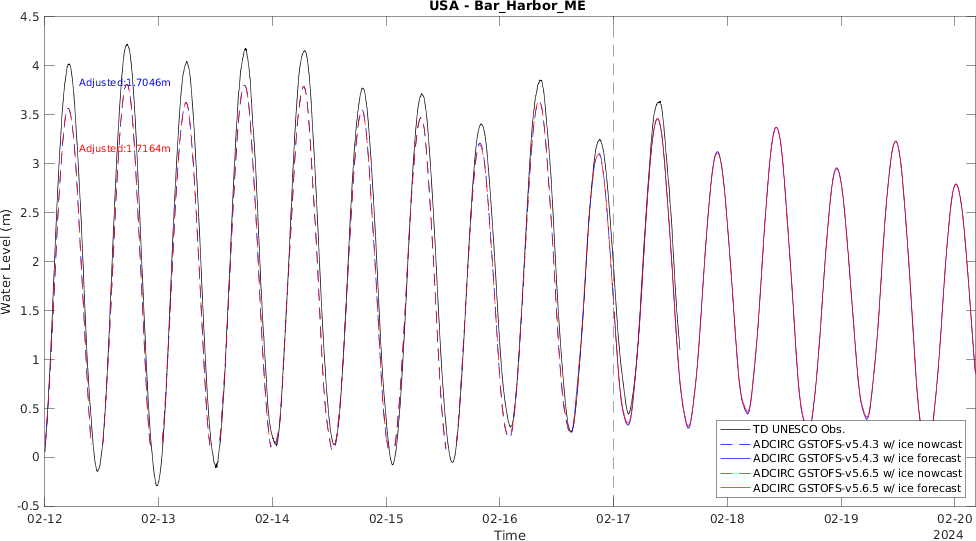 USA - Bar_Harbor_ME
4.5
4
3.5
3
2.5
2
1.5
1
0.5
0
-0.5
Water Level (m)
Adjusted:1.7046m
Adjusted:1.7164m
TD UNESCO Obs.
ADCIRC GSTOFS-v5.4.3 w/ ice nowcast
ADCIRC GSTOFS-v5.4.3 w/ ice forecast
ADCIRC GSTOFS-v5.6.5 w/ ice nowcast
ADCIRC GSTOFS-v5.6.5 w/ ice forecast
02-12 02-13 02-14 02-15 02-16 02-17 02-18 02-19 02-20
Time 2024